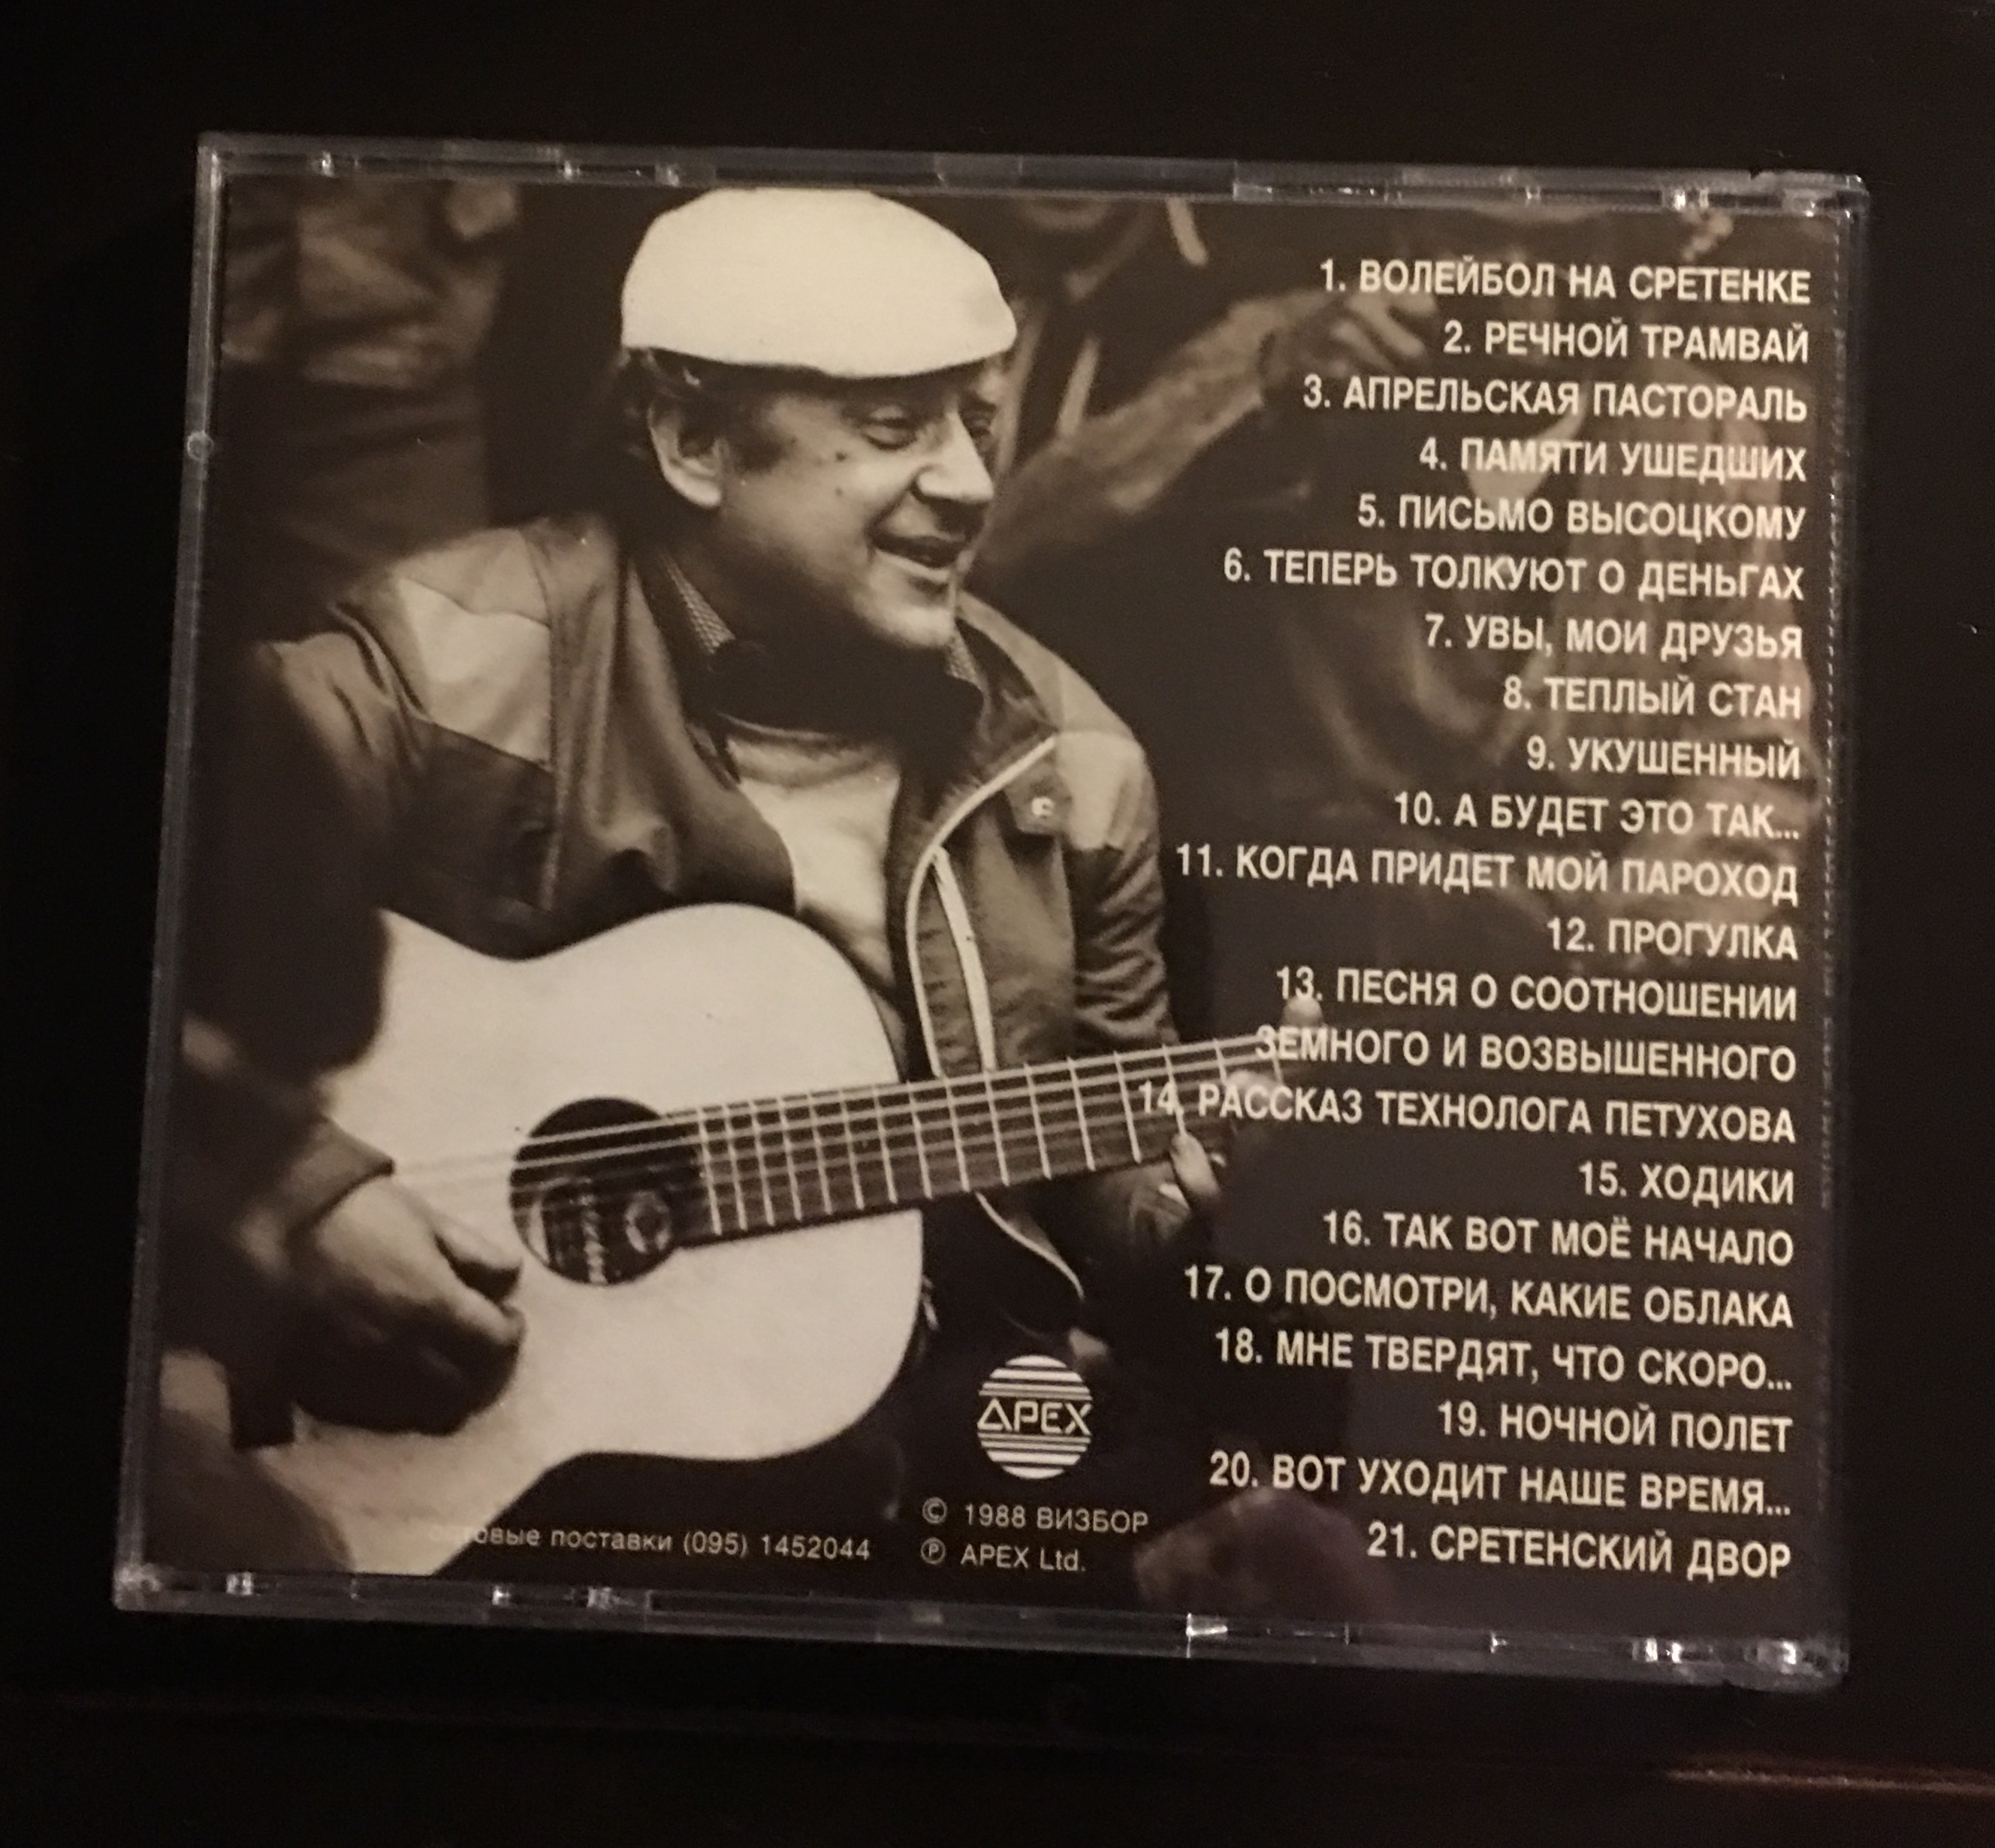 1. ВОЛЕЙБОЛ НА СРЕТЕНКЕ
2. РЕЧНОЙ ТРАМВАЙ
3. АПРЕЛЬСКАЯ ПАСТОРАЛЬ
4. ПАМЯТИ УШЕДШИХ
5. ПИСЬМО ВЫСОЦКОМУ
6. ТЕПЕРЬ ТОЛКУЮТ О ДЕНЬГАХ
7. УВЫ, МОИ ДРУЗЬЯ
8. ТЕПЛЫЙ СТАН
9. УКУШЕННЫЙ
10. А БУДЕТ ЭТО ТАК...
11. КОГДА ПРИДЕТ МОЙ ПАРОХОД
12. ПРОГУЛКА
13. ПЕСНЯ О СООТНОШЕНИИ
ЗЕМНОГО И ВОЗВЫШЕННОГО
14. РАССКАЗ ТЕХНОЛОГА ПЕТУХОВА
15. ХОДИКИ
16. ТАК ВОТ МОЁ НАЧАЛО
17. О ПОСМОТРИ, КАКИЕ ОБЛАКА
18. МНЕ ТВЕРДЯТ, ЧТО СКОРО...
19. НОЧНОЙ ПОЛЕТ
20. ВОТ УХОДИТ НАШЕ ВРЕМЯ...
21. СРЕТЕНСКИЙ ДВОР
APEX
© 1988 ВИЗБОР
℗ APEX Ltd.
поставки (095) 1452044